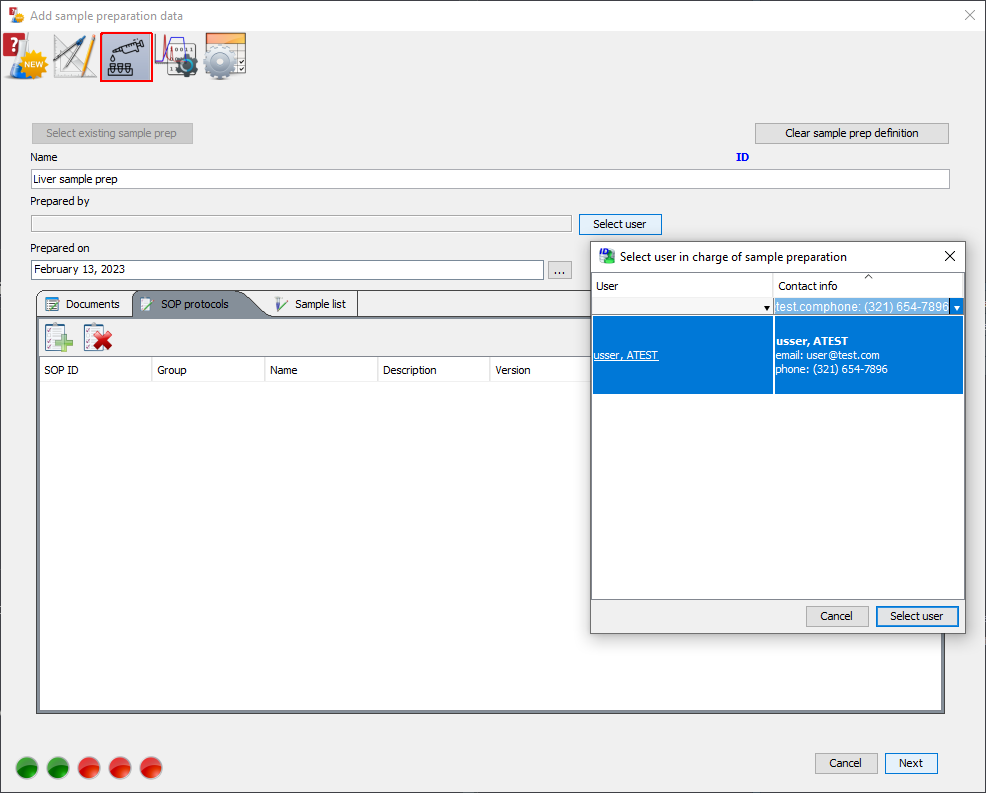 Add sample preparation data
?
NEW
Select existing sample prep
Clear sample prep definition
Name
ID
Liver sample prep
Prepared by
Select user
Prepared on
February 13, 2023
...
Documents
SOP protocols
Sample list
SOP ID
Group
Name
Description
Version
Select user in charge of sample preparation
User
Contact info
test.comphone: (321) 654-7896
usser, ATEST
usser, ATEST
email: user@test.com
phone: (321) 654-7896
Cancel
Select user
Cancel
Next